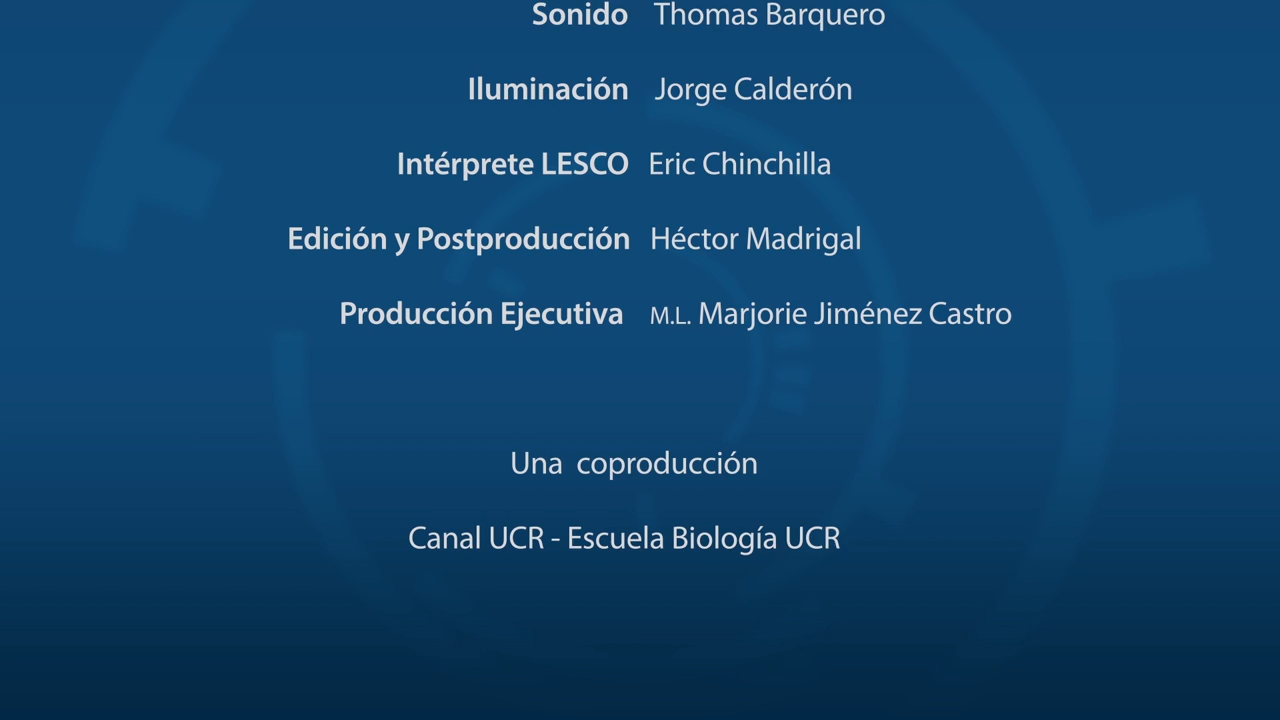 Sonido Thomas Barquero
Iluminación Jorge Calderón
Intérprete LESCO Eric Chinchilla
Edición y Postproducción Héctor Madrigal
Producción Ejecutiva M.L. Marjorie Jiménez Castro
Una coproducción
Canal UCR - Escuela Biología UCR